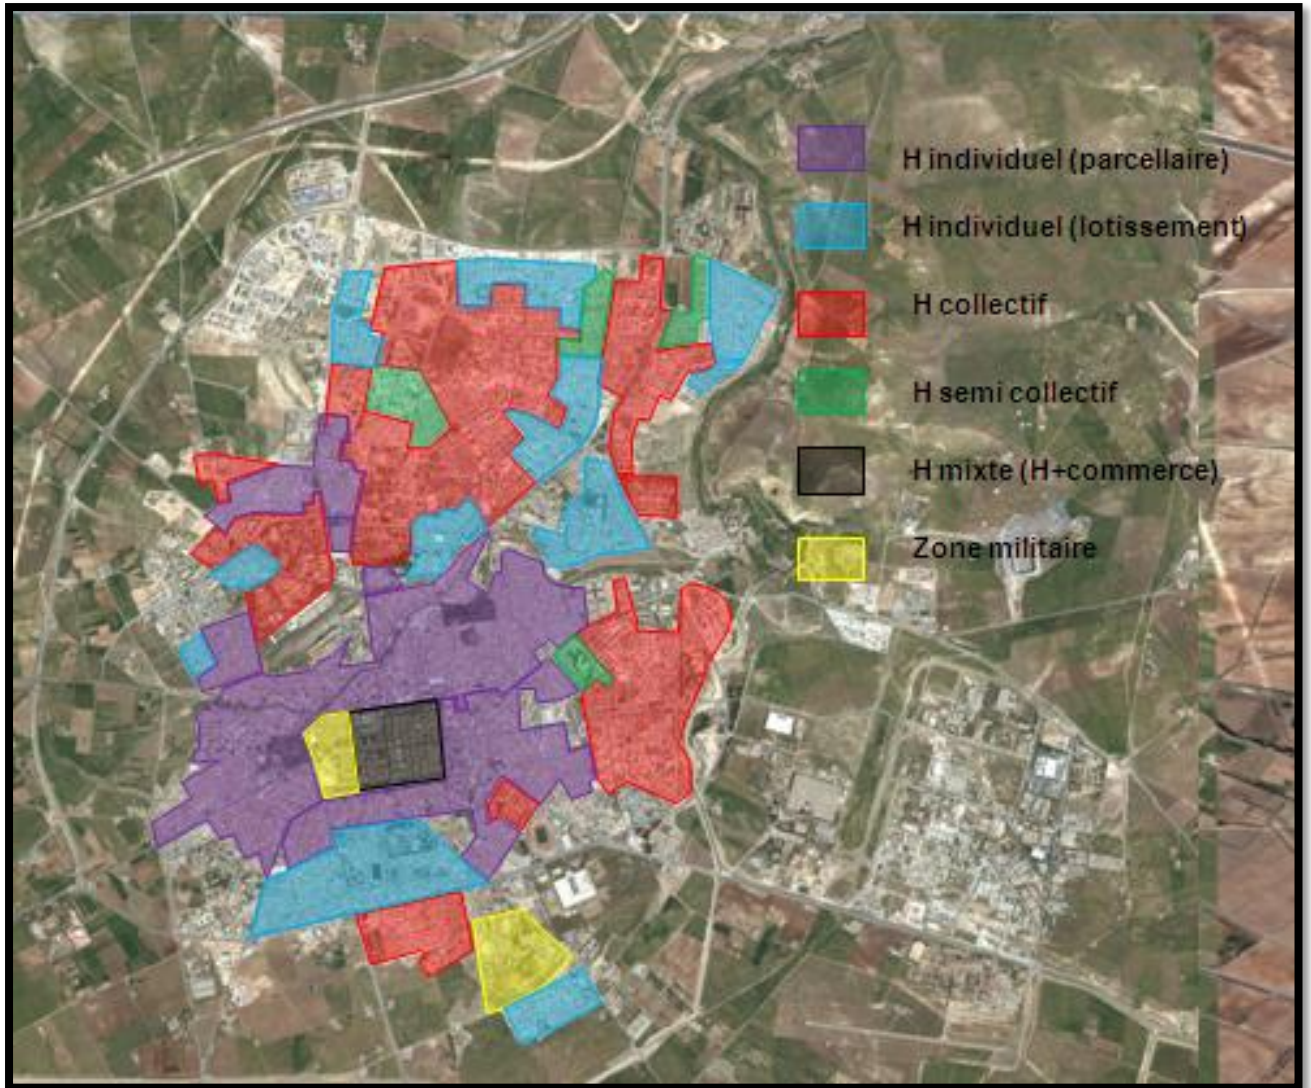 H individuel (parcellaire)
H individuel (lotissement)
H collectif
H semi collectif
H mixte (H+commerce)
Zone militaire